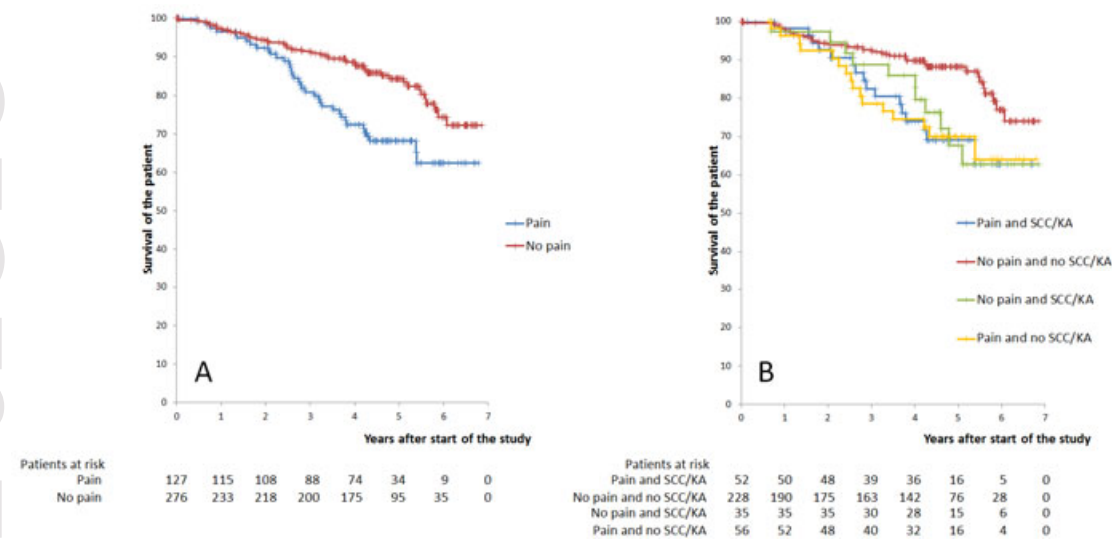 100
90
80
70
60
50
40
30
20
10
0
Survival of the patient
A
Pain
No pain
0 1 2 3 4 5 6 7
Years after start of the study
Patients at risk
Pain 127 115 108 88 74 34 9 0
No pain 276 233 218 200 175 95 35 0
100
90
80
70
60
50
40
30
20
10
0
Survival of the patient
B
Pain and SCC/KA
No pain and no SCC/KA
No pain and SCC/KA
Pain and no SCC/KA
0 1 2 3 4 5 6 7
Years after start of the study
Patients at risk
Pain and SCC/KA 52 50 48 39 36 16 5 0
No pain and no SCC/KA 228 190 175 163 142 76 28 0
No pain and SCC/KA 35 35 35 30 28 15 6 0
Pain and no SCC/KA 56 52 48 40 32 16 4 0